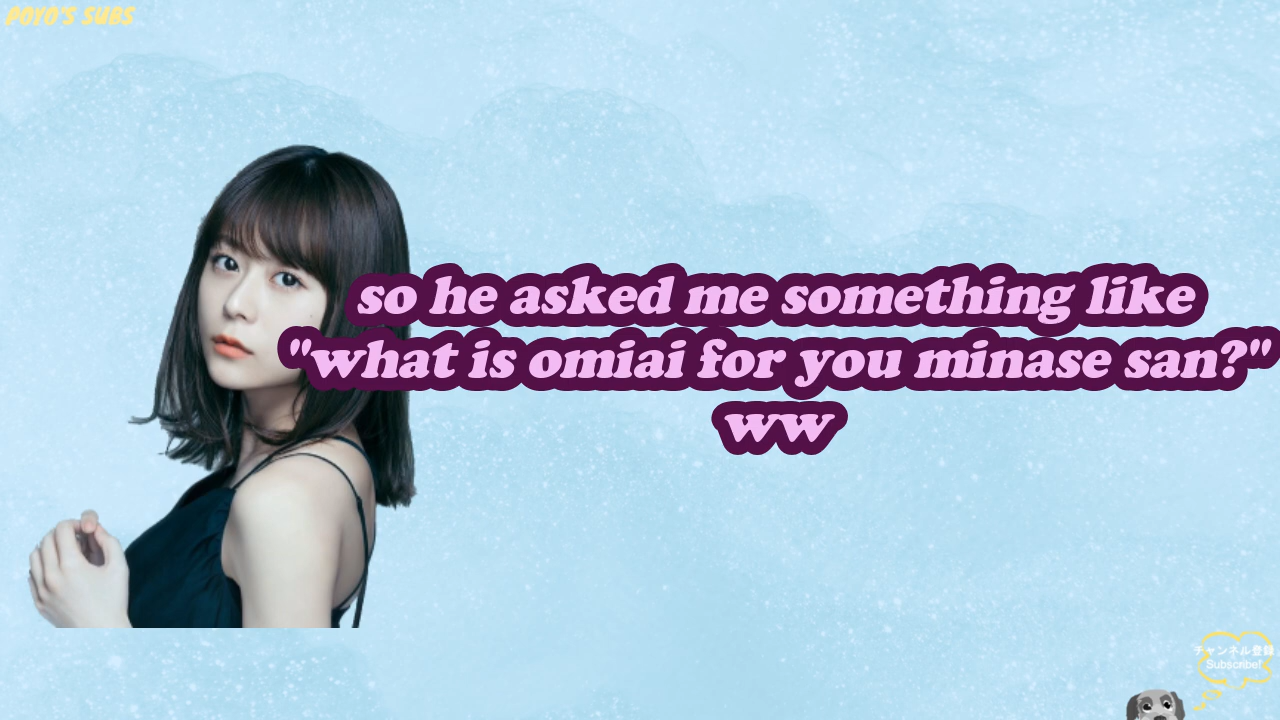 POYO'S SUBS
so he asked me something like
"what is omiai for you minase san?"
ww
チャンネル登録
Subscribe!